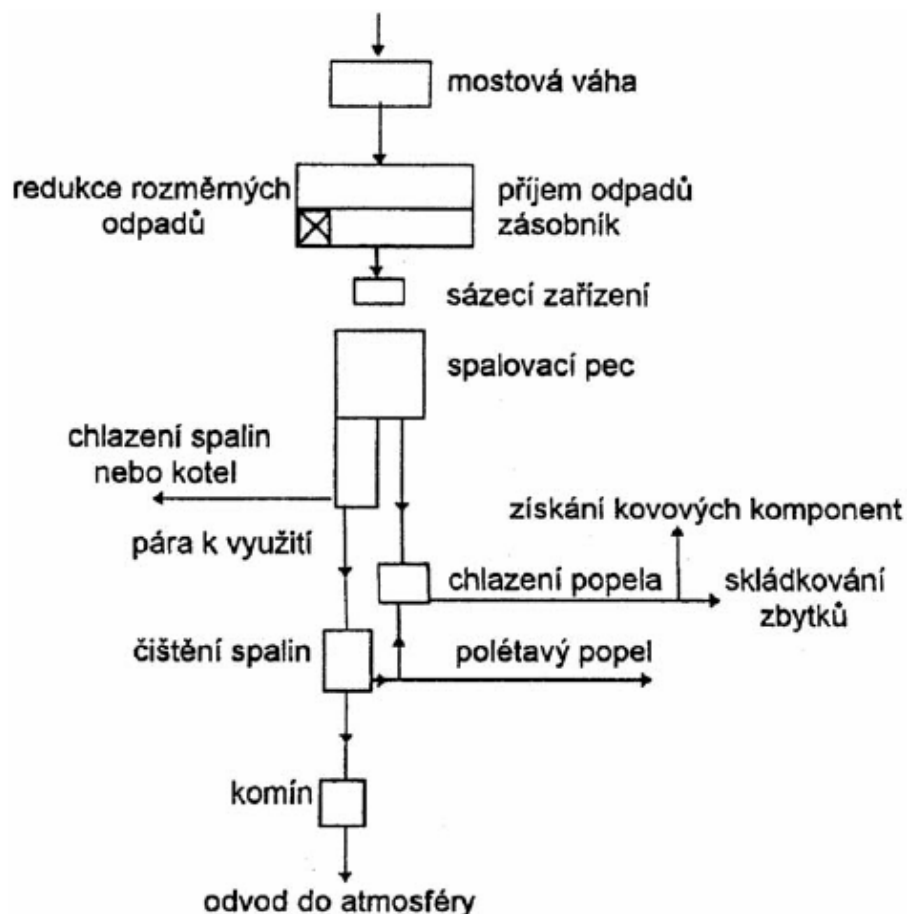 mostová váha
redukce rozměrných
odpadů
příjem odpadů
zásobník
sázecí zařízení
spalovací pec
chlazení spalin
nebo kotel
pára k využití
získání kovových komponent
chlazení popela
skládkování
zbytků
čištění spalin
polétavý popel
komín
odvod do atmosféry